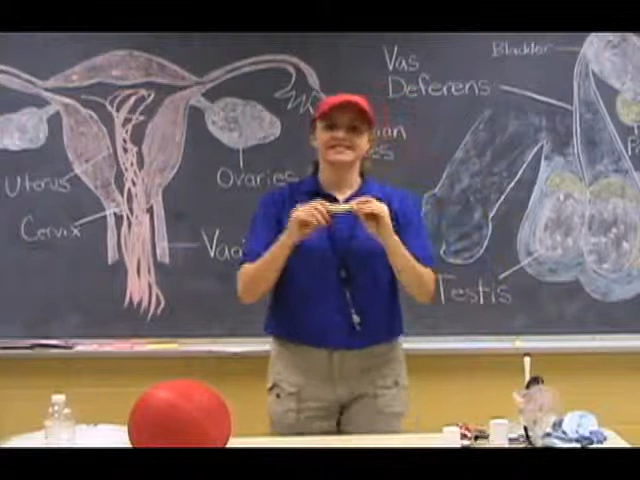 Uterus
Cervix
Ovaries
Vas
Deferens
Bladder
Testis